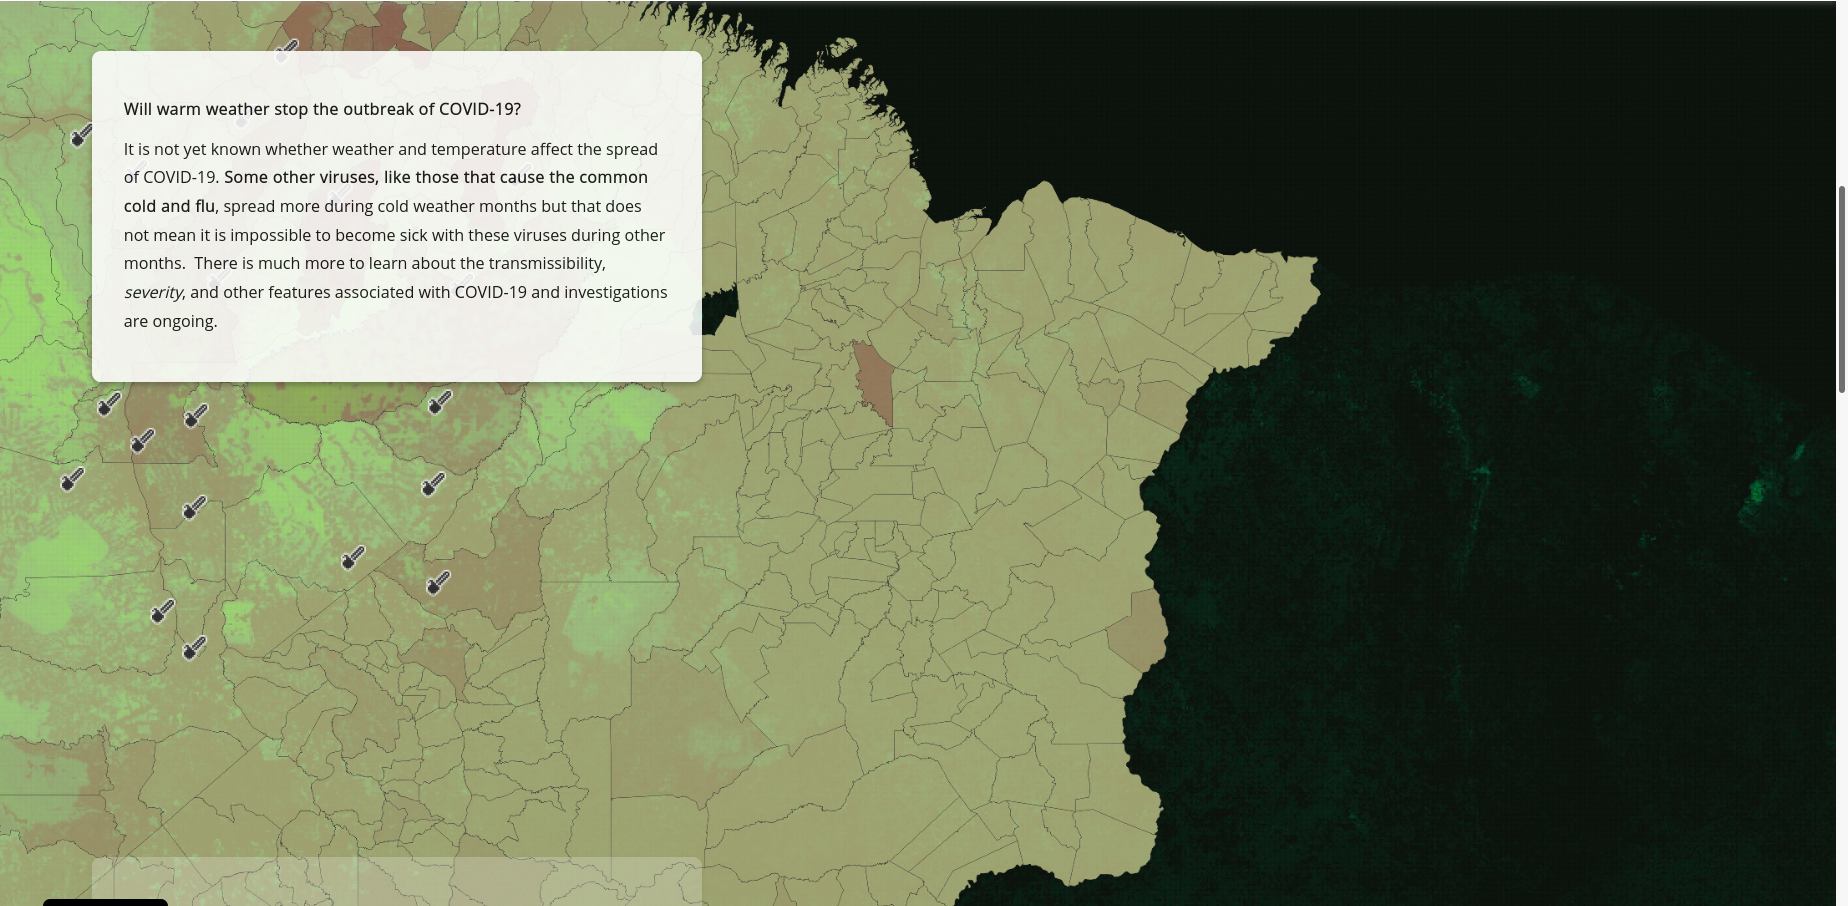 Will warm weather stop the outbreak of COVID-19?
It is not yet known whether weather and temperature affect the spread
of COVID-19. Some other viruses, like those that cause the common
cold and flu, spread more during cold weather months but that does
not mean it is impossible to become sick with these viruses during other
months.  There is much more to learn about the transmissibility,
severity, and other features associated with COVID-19 and investigations
are ongoing.